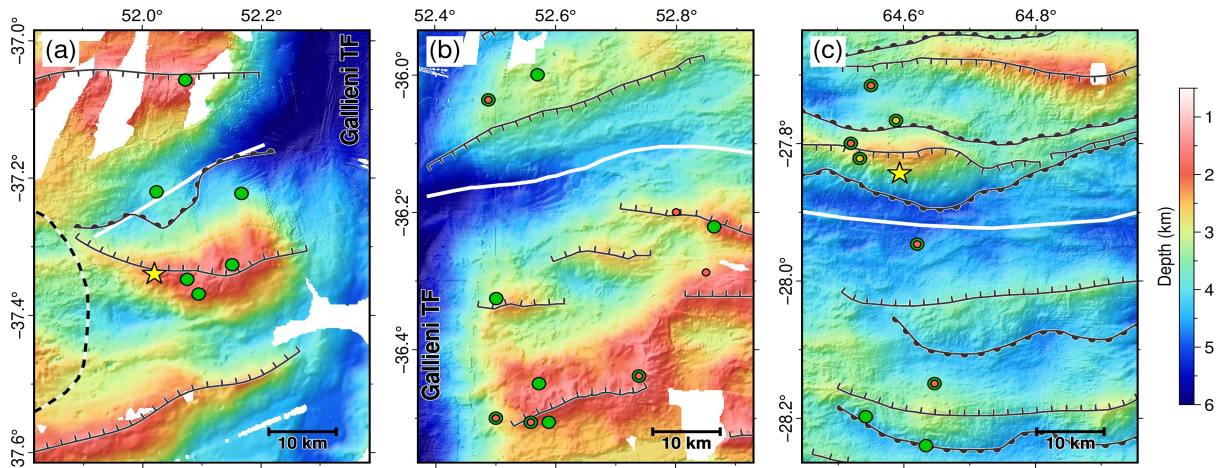 52.0° 52.2°
52.4° 52.6° 52.8°
64.6° 64.8°
(a)
(b)
(c)
−37.0°
−37.2°
−37.4°
−37.6°
Gallieni TF
10 km
−36.0°
−36.2°
−36.4°
Gallieni TF
10 km
−27.8°
−28.0°
−28.2°
10 km
Depth (km)
1
2
3
4
5
6